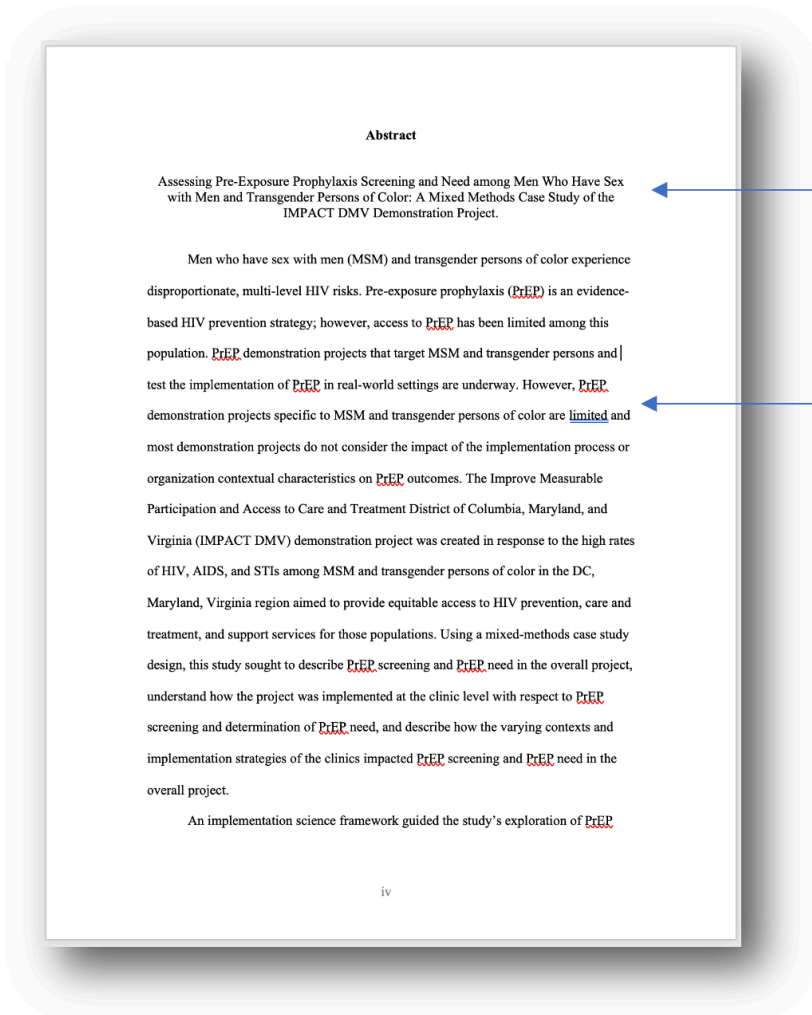 Abstract
Assessing Pre-Exposure Prophylaxis Screening and Need among Men Who Have Sex
with Men and Transgender Persons of Color: A Mixed Methods Case Study of the
IMPACT DMV Demonstration Project.
Men who have sex with men (MSM) and transgender persons of color experience
disproportionate, multi-level HIV risks. Pre-exposure prophylaxis (PrEP) is an evidence-
based HIV prevention strategy; however, access to PrEP has been limited among this
population. PrEP demonstration projects that target MSM and transgender persons and
test the implementation of PrEP in real-world settings are underway. However, PrEP
demonstration projects specific to MSM and transgender persons of color are limited and
most demonstration projects do not consider the impact of the implementation process or
organization contextual characteristics on PrEP outcomes. The Improve Measurable
Participation and Access to Care and Treatment District of Columbia, Maryland, and
Virginia (IMPACT DMV) demonstration project was created in response to the high rates
of HIV, AIDS, and STIs among MSM and transgender persons of color in the DC,
Maryland, Virginia region aimed to provide equitable access to HIV prevention, care and
treatment, and support services for those populations. Using a mixed-methods case study
design, this study sought to describe PrEP screening and PrEP need in the overall project,
understand how the project was implemented at the clinic level with respect to PrEP
screening and determination of PrEP need, and describe how the varying contexts and
implementation strategies of the clinics impacted PrEP screening and PrEP need in the
overall project.
An implementation science framework guided the study’s exploration of PrEP
iv